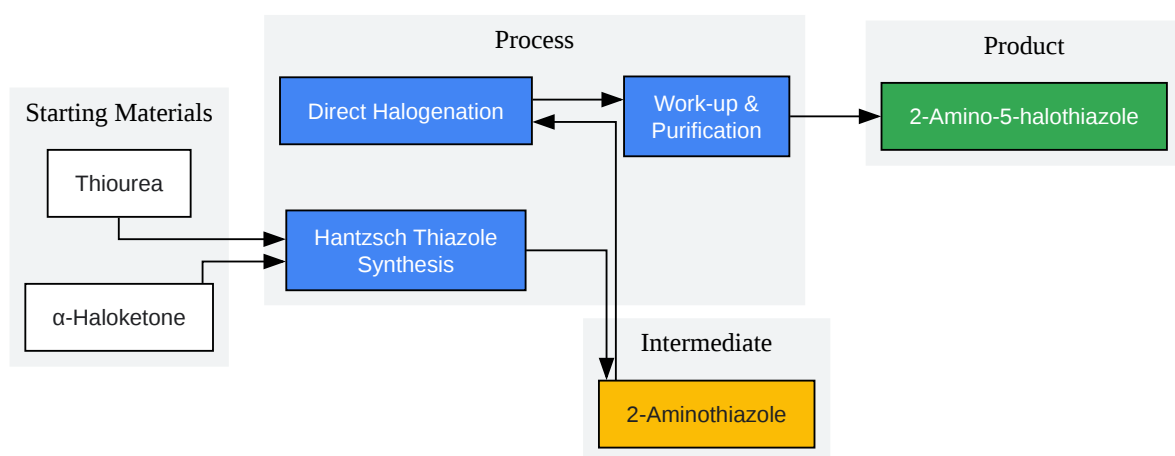 Process
Product
Starting Materials
Direct Halogenation
Work-up &
Purification
2-Amino-5-halothiazole
Thiourea
Hantzsch Thiazole
Synthesis
α-Haloketone
Intermediate
2-Aminothiazole